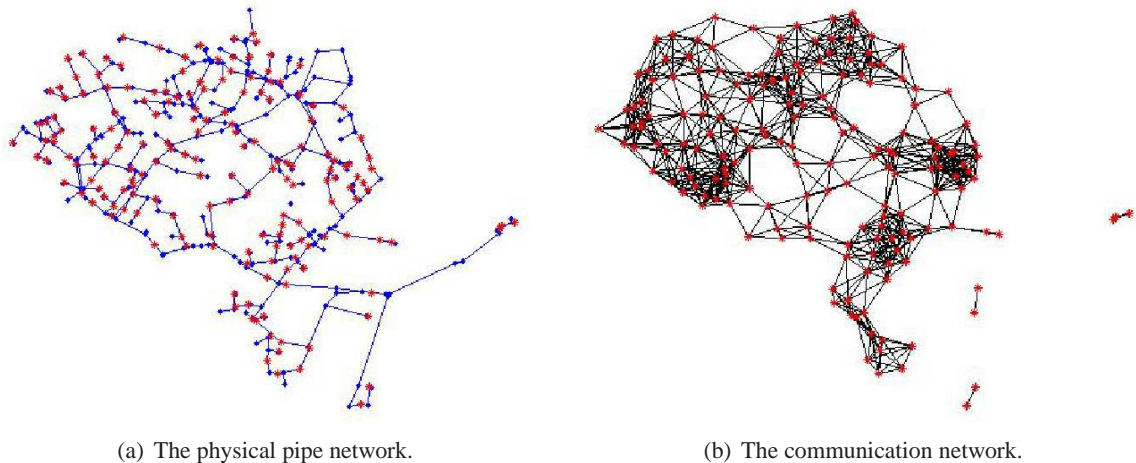 (a) The physical pipe network.
(b) The communication network.